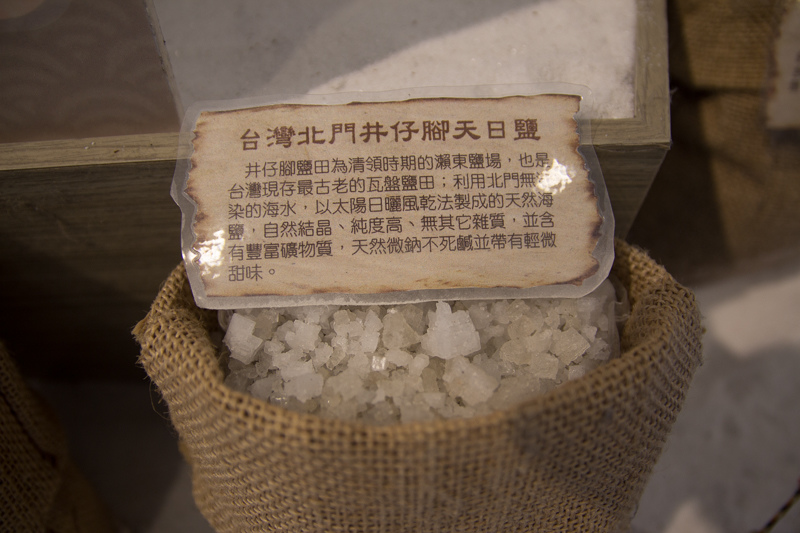 台灣北門井仔腳天日鹽
井仔腳鹽田為清領時期的瀨東鹽場，也是
台灣現存最古老的瓦盤鹽田；利用北門無
染的海水，以太陽日曬風乾法製成的天然海
鹽，自然結晶、純度高、無其它雜質，並含
有豐富礦物質，天然微鈉不死鹹並帶有輕微
甜味。